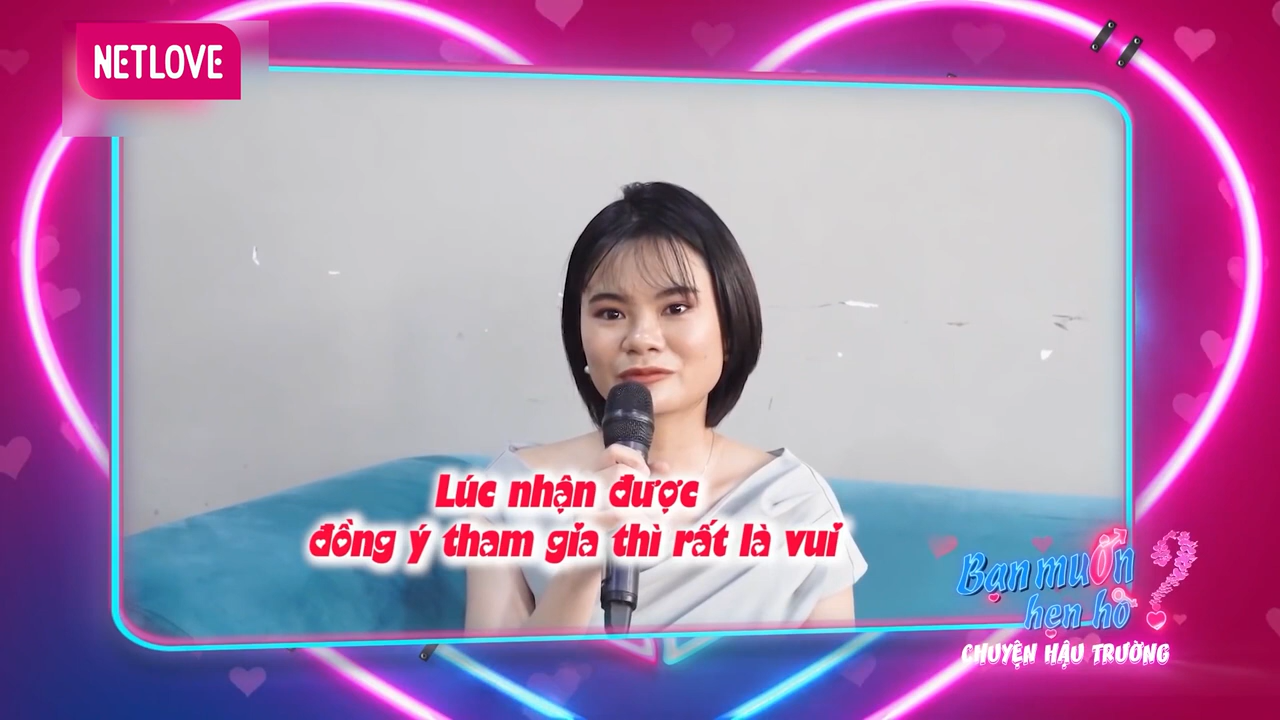 NETLOVE
Lúc nhận được
đồng ý tham gia thì rất là vui
Bạn muốn
hẹn hò?
CHUYỆN HẬU TRƯỜNG